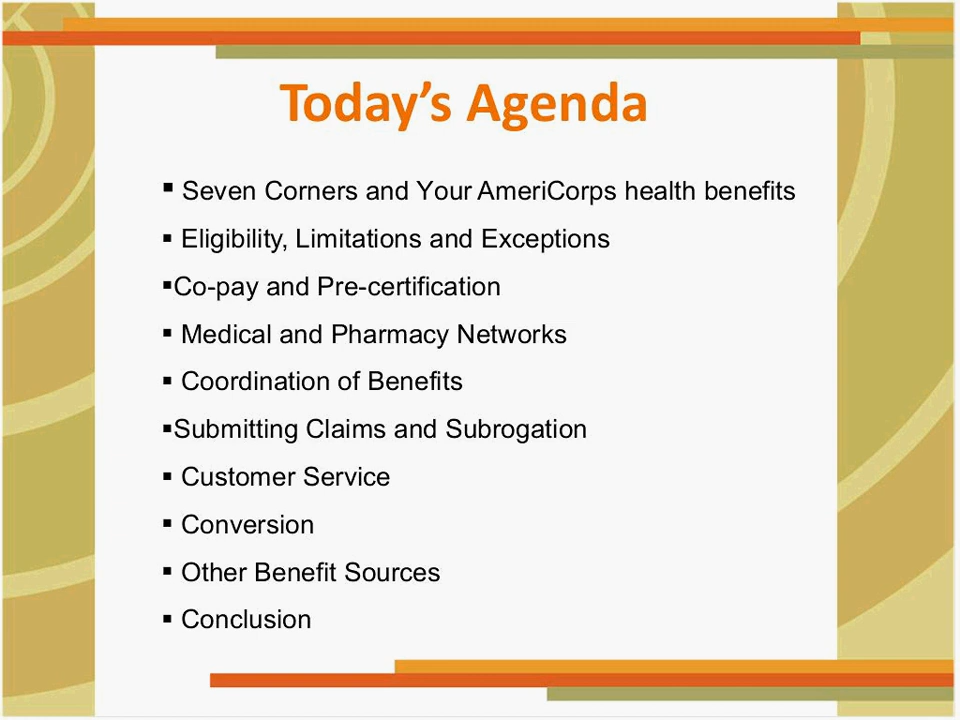 Today’s Agenda
▪ Seven Corners and Your AmeriCorps health benefits
▪ Eligibility, Limitations and Exceptions
▪Co-pay and Pre-certification
▪ Medical and Pharmacy Networks
▪ Coordination of Benefits
▪Submitting Claims and Subrogation
▪ Customer Service
▪ Conversion
▪ Other Benefit Sources
▪ Conclusion